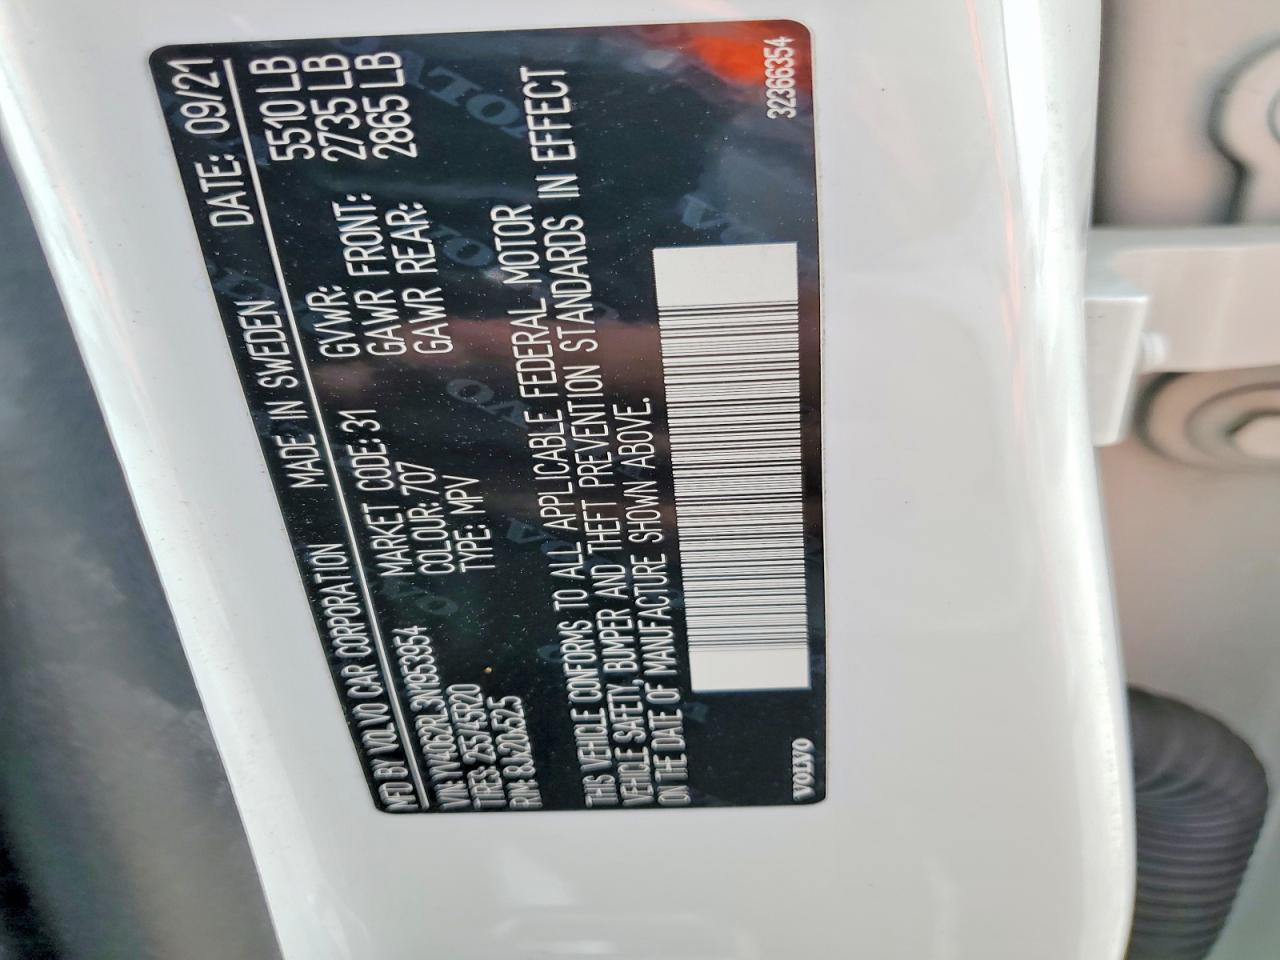 MFD BY VOLVO CAR CORPORATION MADE IN SWEDEN DATE: 09/21
VIN: YV4062RL3N1953954 MARKET CODE: 31 GVWR: 5510 LB
TIRES: 255/45R20 COLOUR: 707 GAWR FRONT: 2735 LB
RIM: 8Jx20x52.5 TYPE: MPV GAWR REAR: 2865 LB
THIS VEHICLE CONFORMS TO ALL APPLICABLE FEDERAL MOTOR
VEHICLE SAFETY, BUMPER AND THEFT PREVENTION STANDARDS IN EFFECT
ON THE DATE OF MANUFACTURE SHOWN ABOVE.
VOLVO 32366354